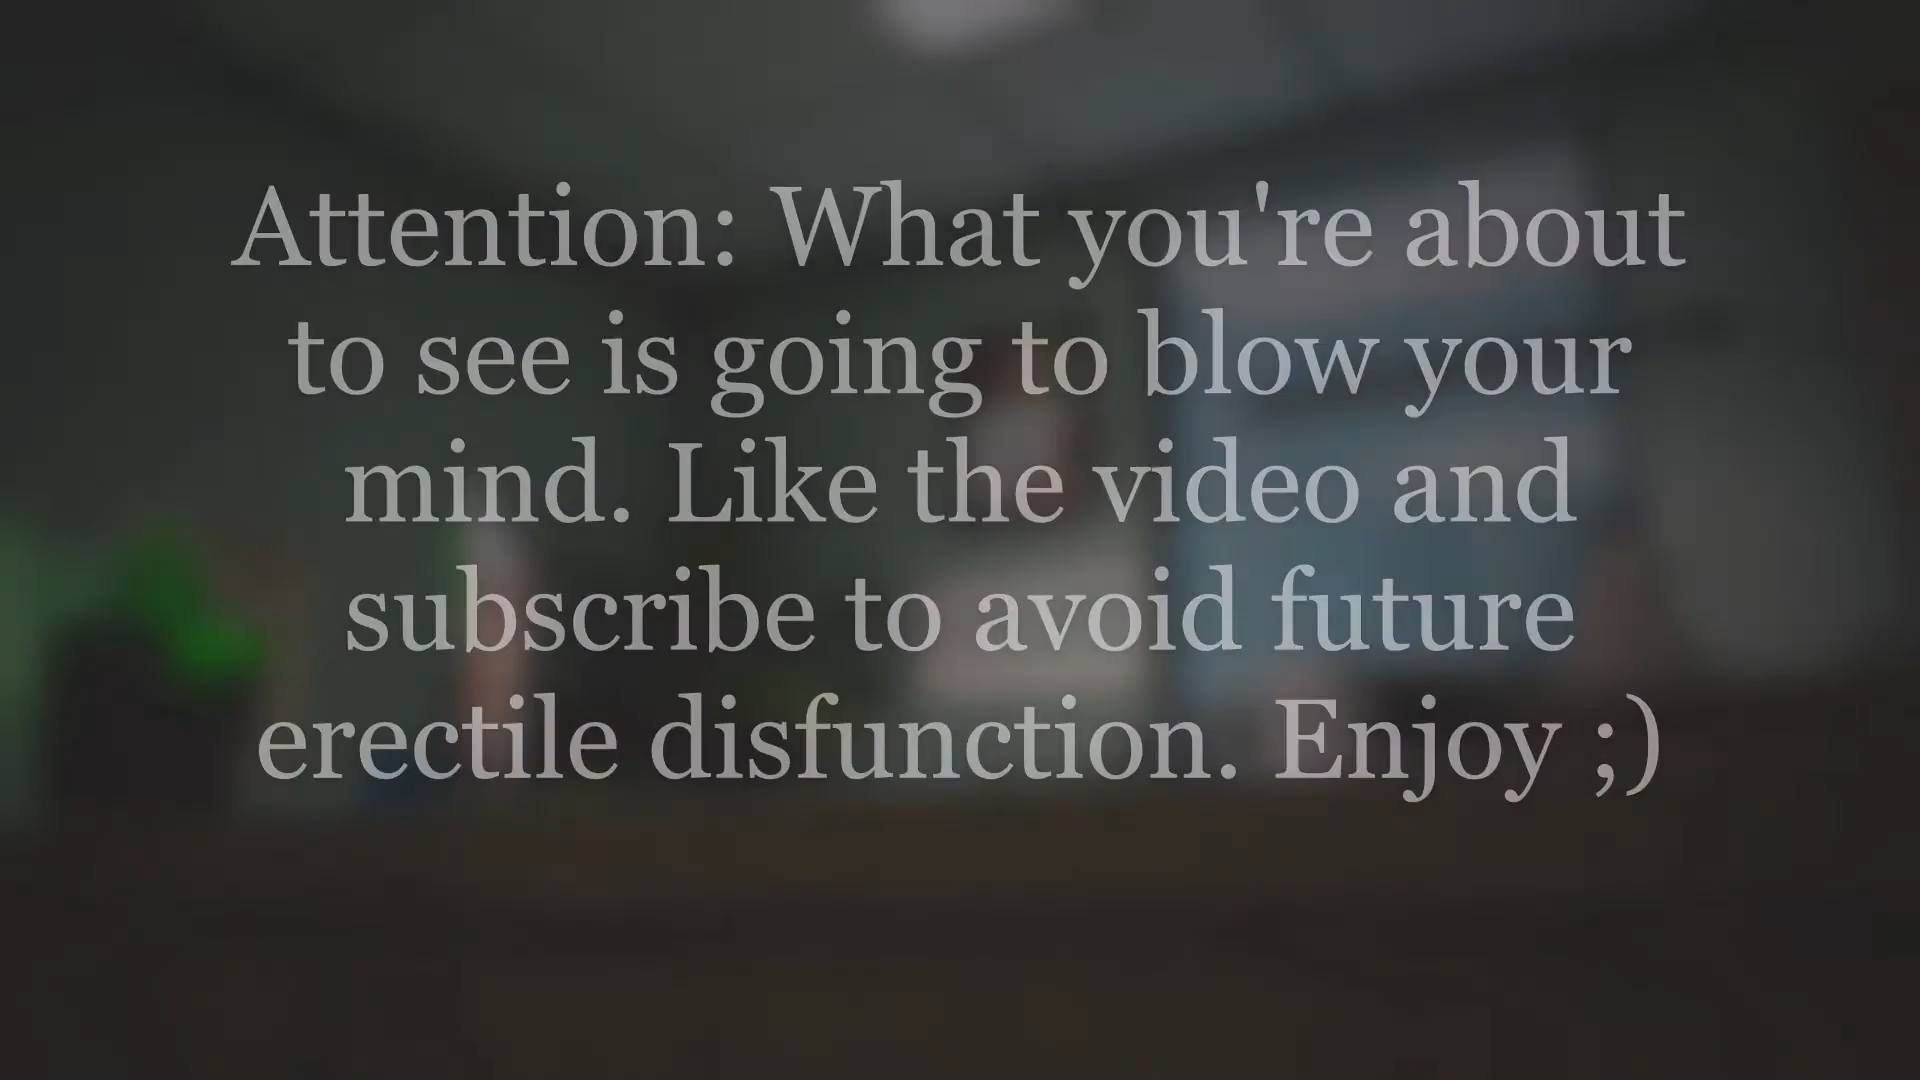 Attention: What you're about
to see is going to blow your
mind. Like the video and
subscribe to avoid future
erectile disfunction. Enjoy ;)